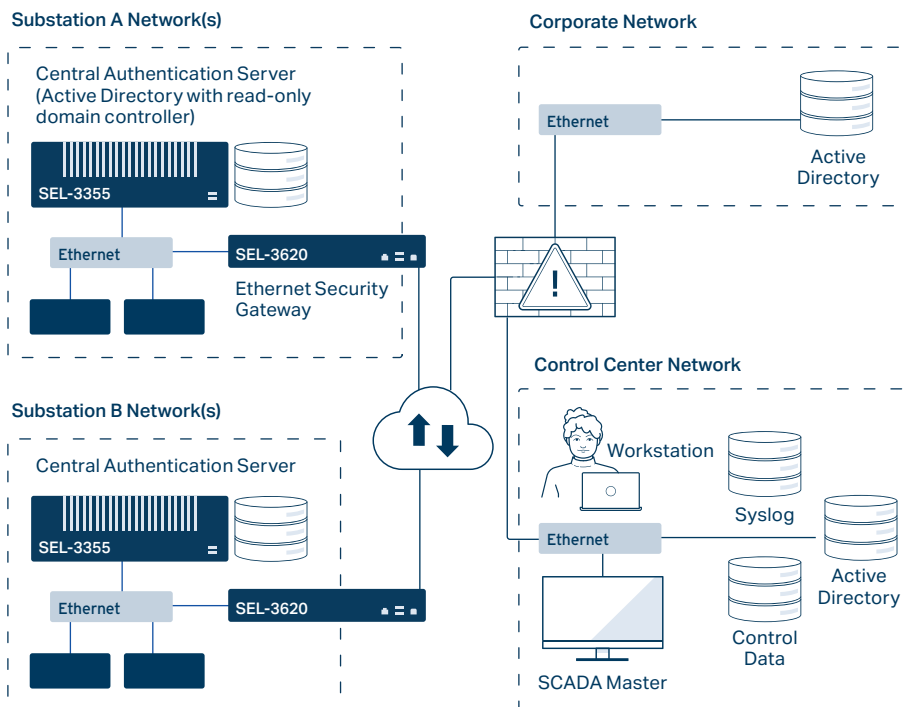 Substation A Network(s)
Central Authentication Server
(Active Directory with read-only
domain controller)
SEL-3355
Ethernet
SEL-3620
Ethernet Security
Gateway
Substation B Network(s)
Central Authentication Server
SEL-3355
Ethernet
SEL-3620
Corporate Network
Ethernet
Active
Directory
!
Control Center Network
Workstation
Syslog
Ethernet
Active
Directory
Control
Data
SCADA Master